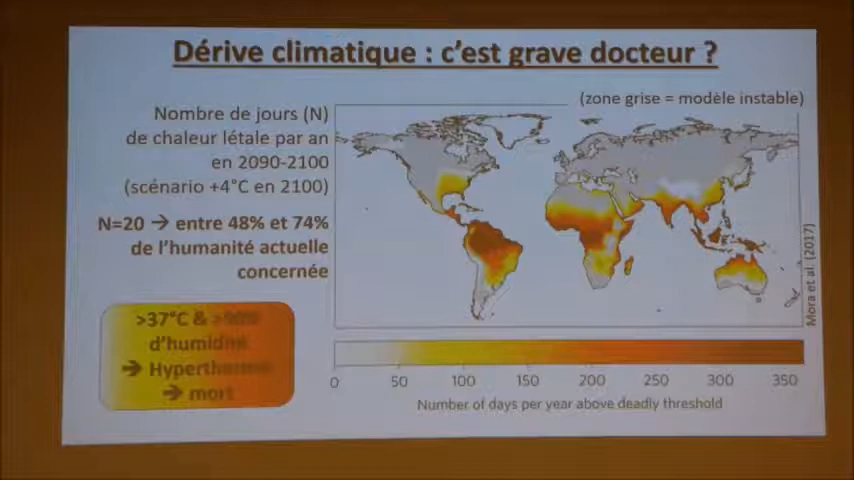 Dérive climatique : c'est grave docteur ?
(zone grise = modèle instable)
Nombre de jours (N)
de chaleur létale par an
en 2090-2100
(scénario +4°C en 2100)
N=20 → entre 48% et 74%
de l'humanité actuelle
concernée
>37°C & >90%
d'humidité
→ Hyperthermie
→ mort
Mora et al. (2017)
0 50 100 150 200 250 300 350
Number of days per year above deadly threshold